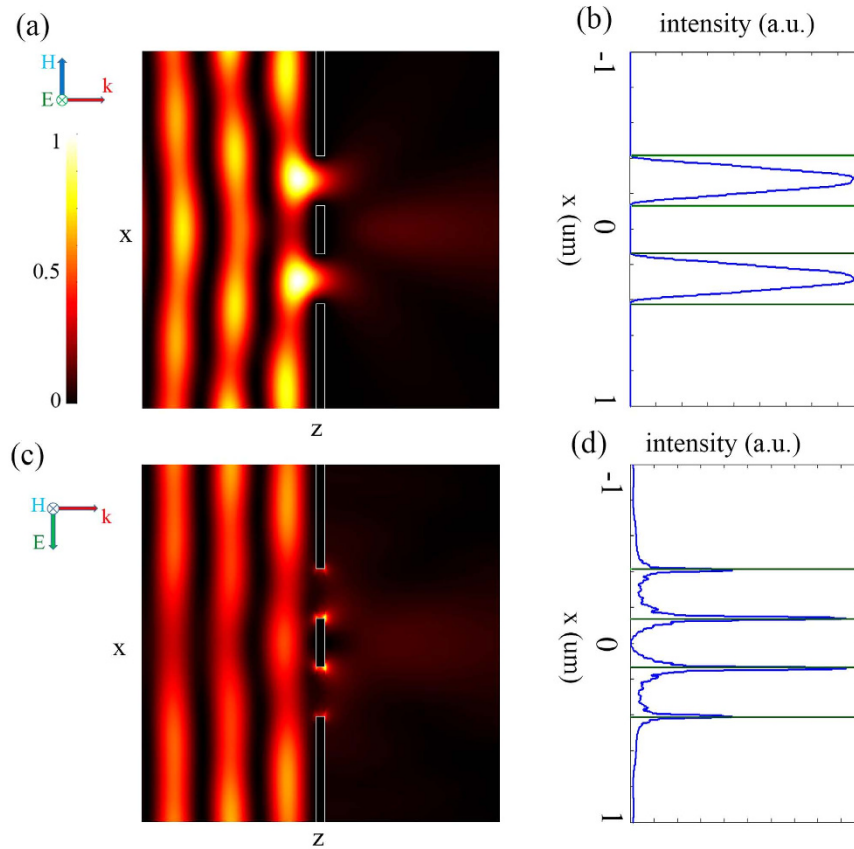 (a)
H
E
k
1
0.5
0
x
z
(b)
intensity (a.u.)
-1
0
1
x (um)
(c)
H
k
E
x
z
(d)
intensity (a.u.)
-1
0
1
x (um)